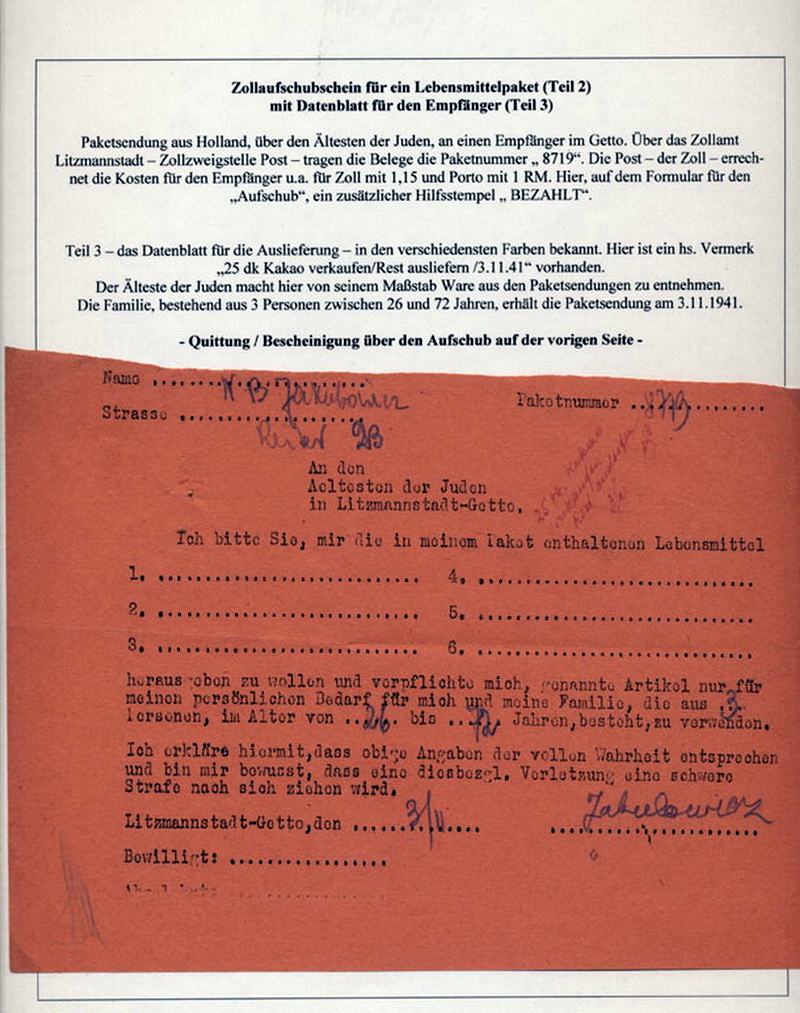 Zollaufschubschein für ein Lebensmittelpaket (Teil 2)
mit Datenblatt für den Empfänger (Teil 3)
Paketsendung aus Holland, über den Ältesten der Juden, an einen Empfänger im Getto. Über das Zollamt
Litzmannstadt – Zollzweigstelle Post – tragen die Belege die Paketnummer „ 8719“. Die Post – der Zoll – errech-
net die Kosten für den Empfänger u.a. für Zoll mit 1,15 und Porto mit 1 RM. Hier, auf dem Formular für den
„Aufschub“, ein zusätzlicher Hilfsstempel „ BEZAHLT“.
Teil 3 – das Datenblatt für die Auslieferung – in den verschiedensten Farben bekannt. Hier ist ein hs. Vermerk
„25 dk Kakao verkaufen/Rest ausliefern /3.11.41“ vorhanden.
Der Älteste der Juden macht hier von seinem Maßstab Ware aus den Paketsendungen zu entnehmen.
Die Familie, bestehend aus 3 Personen zwischen 26 und 72 Jahren, erhält die Paketsendung am 3.11.1941.
- Quittung / Bescheinigung über den Aufschub auf der vorigen Seite -
Name .................... Paketnummer ..8719........
Strasse ....................
2B
An den
Aeltesten der Juden
in Litzmannstadt-Getto.
25 dk. Kakao
verkaufen
Rest ausliefern
Ich bitte Sie, mir die in meinem Paket enthaltenen Lebensmittel
1. .............................. 4. ..............................
2. .............................. 5. ..............................
3. .............................. 6. ..............................
herausgeben zu wollen und verpflichte mich, genannte Artikel nur für
meinen persönlichen Bedarf für mich und meine Familie, die aus .3.
Personen, im Alter von ..26. bis ..72. Jahren,besteht,zu verwenden.
Ich erkläre hiermit,dass obige Angaben der vollen Wahrheit entsprechen
und bin mir bewusst, dass eine diesbezgl. Verletzung eine schwere
Strafe nach sich ziehen wird.
Litzmannstadt-Getto,den ......3/11..... Jakubowicz
Bewilligt: ................